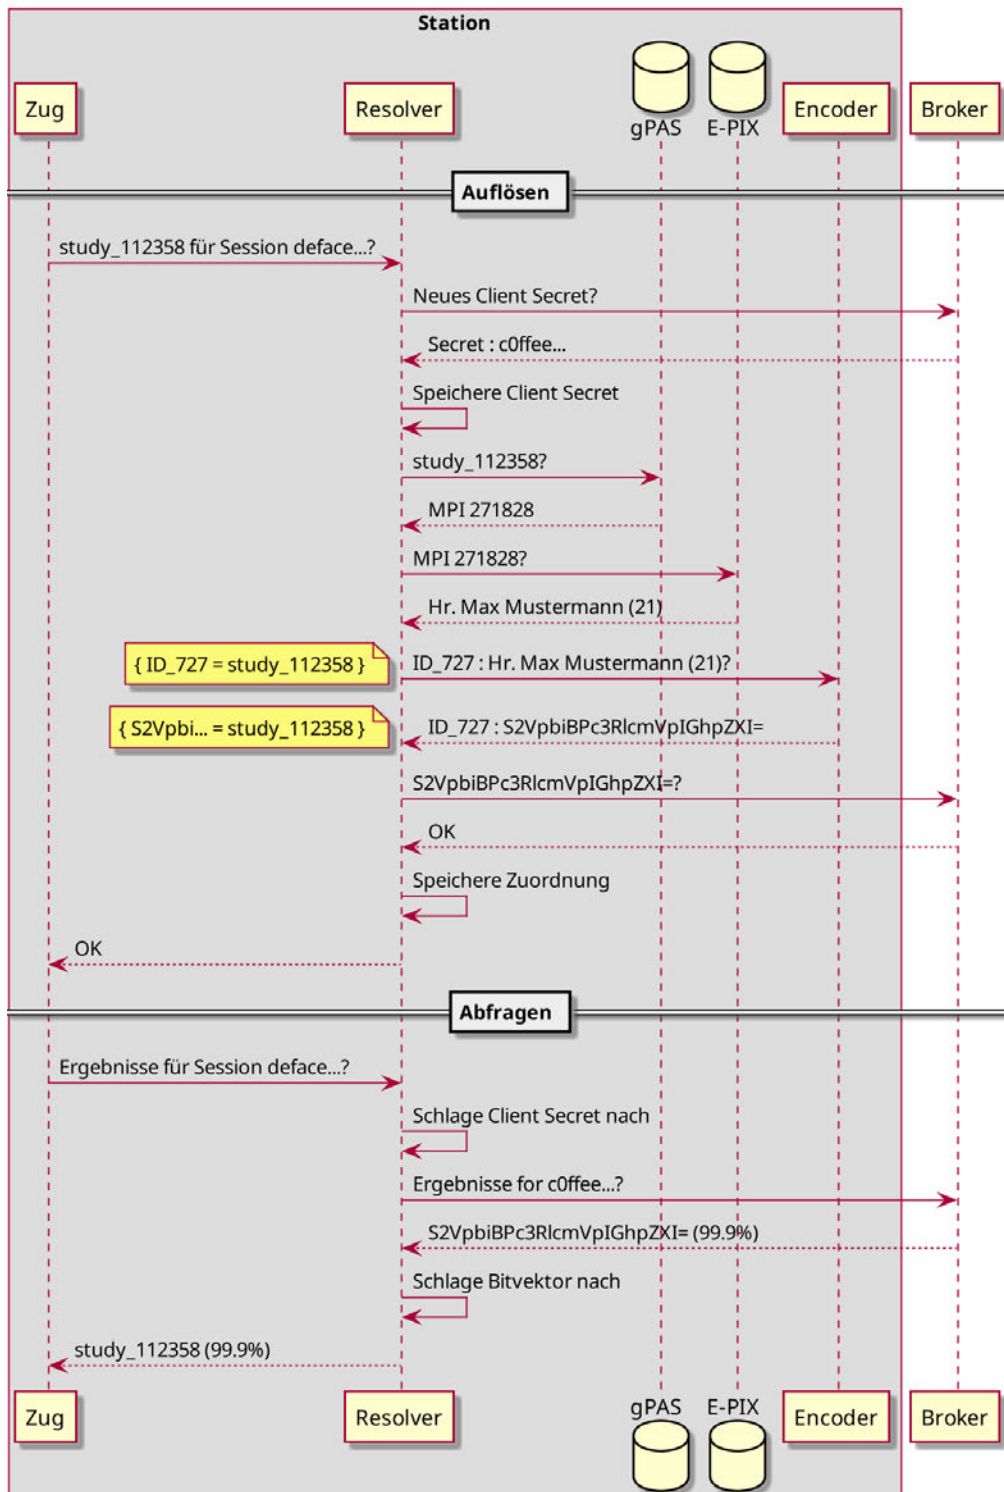 Station
Zug
Resolver
gPAS
E-PIX
Encoder
Broker
Auflösen
study_112358 für Session deface...?
Neues Client Secret?
Secret : c0ffee...
Speichere Client Secret
study_112358?
MPI 271828
MPI 271828?
Hr. Max Mustermann (21)
{ ID_727 = study_112358 }
ID_727 : Hr. Max Mustermann (21)?
{ S2Vpbi... = study_112358 }
ID_727 : S2VpbiBPc3RlcmVpIGhpZXI=
S2VpbiBPc3RlcmVpIGhpZXI=?
OK
Speichere Zuordnung
OK
Abfragen
Ergebnisse für Session deface...?
Schlage Client Secret nach
Ergebnisse for c0ffee...?
S2VpbiBPc3RlcmVpIGhpZXI= (99.9%)
Schlage Bitvektor nach
study_112358 (99.9%)
Zug
Resolver
gPAS
E-PIX
Encoder
Broker